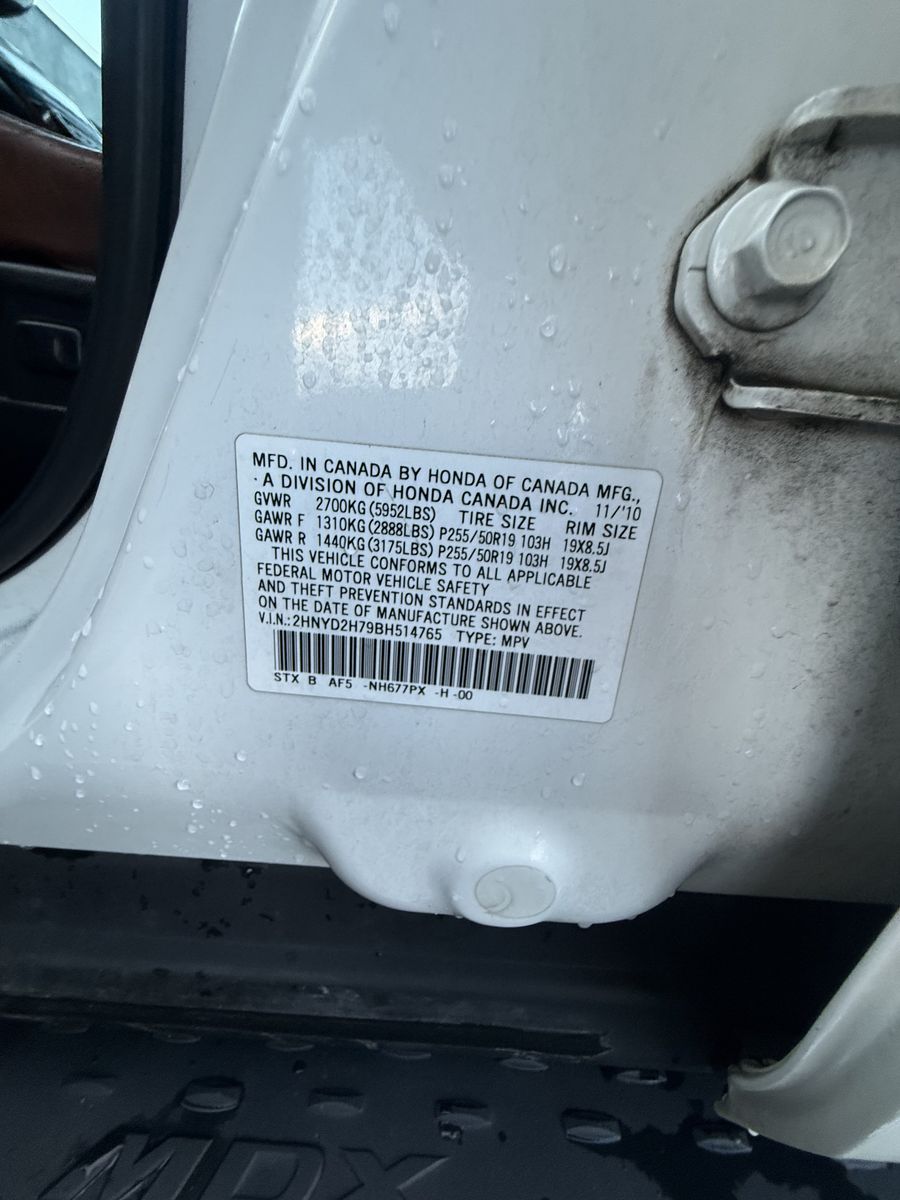 MFD. IN CANADA BY HONDA OF CANADA MFG.,
A DIVISION OF HONDA CANADA INC. 11/'10
GVWR 2700KG(5952LBS) TIRE SIZE RIM SIZE
GAWR F 1310KG(2888LBS) P255/50R19 103H 19X8.5J
GAWR R 1440KG(3175LBS) P255/50R19 103H 19X8.5J
THIS VEHICLE CONFORMS TO ALL APPLICABLE
FEDERAL MOTOR VEHICLE SAFETY
AND THEFT PREVENTION STANDARDS IN EFFECT
ON THE DATE OF MANUFACTURE SHOWN ABOVE.
V.I.N.:2HNYD2H79BH514765 TYPE: MPV
STX B AF5 -NH677PX -H -00
MDX